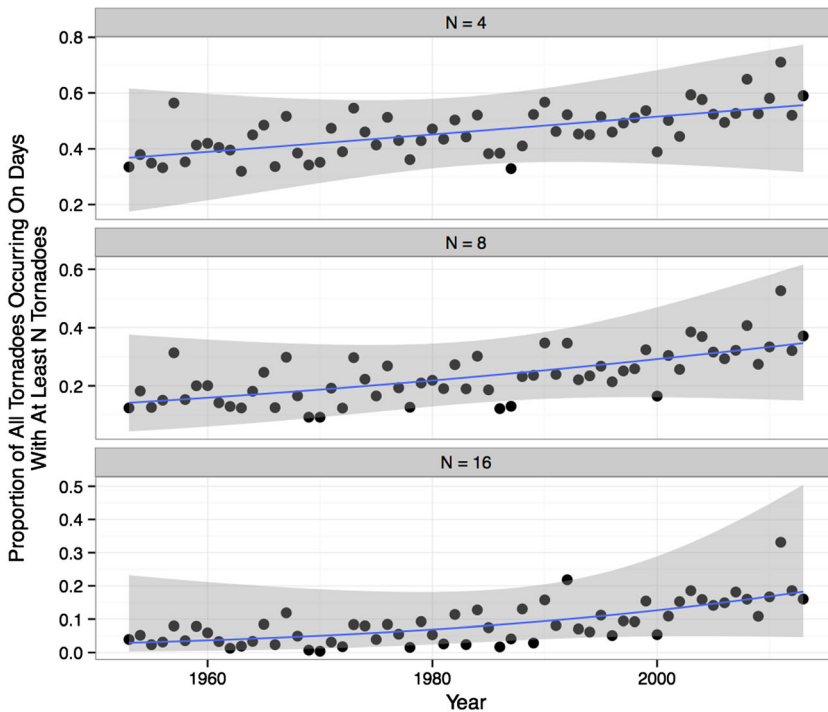 Proportion of All Tornadoes Occurring On Days
With At Least N Tornadoes
N = 4
0.8
0.6
0.4
0.2
N = 8
0.6
0.4
0.2
N = 16
0.5
0.4
0.3
0.2
0.1
0.0
1960
1980
2000
Year